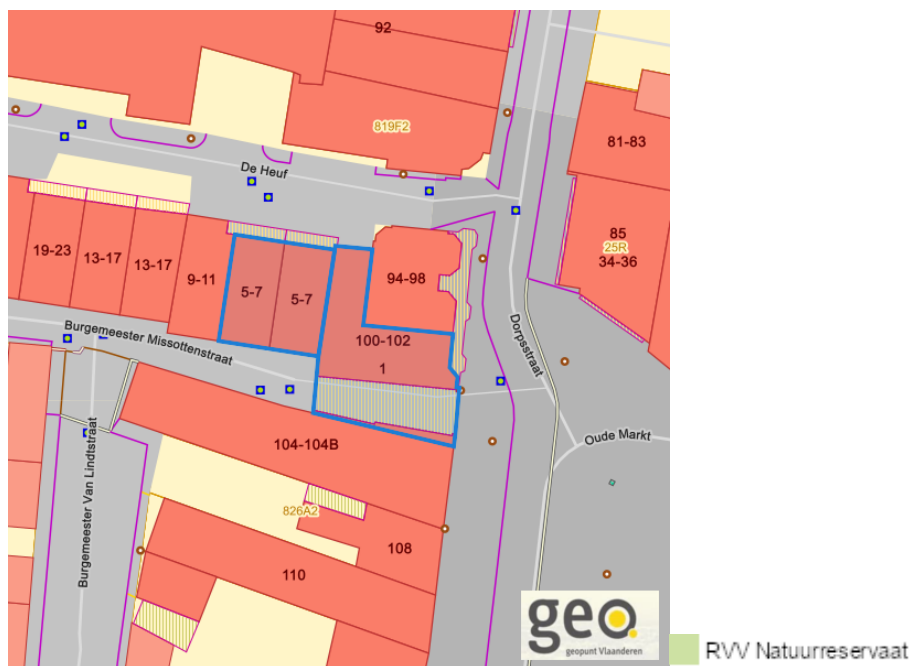 92
819F2
81-83
De Heuf
85
25R
34-36
19-23
13-17
13-17
9-11
5-7
5-7
94-98
Burgemeester Missottenstraat
100-102
1
Dorpsstraat
Oude Markt
104-104B
Burgemeester Van Lindtstraat
826A2
108
110
geo.
geopunt Vlaanderen
RVV Natuurreservaat